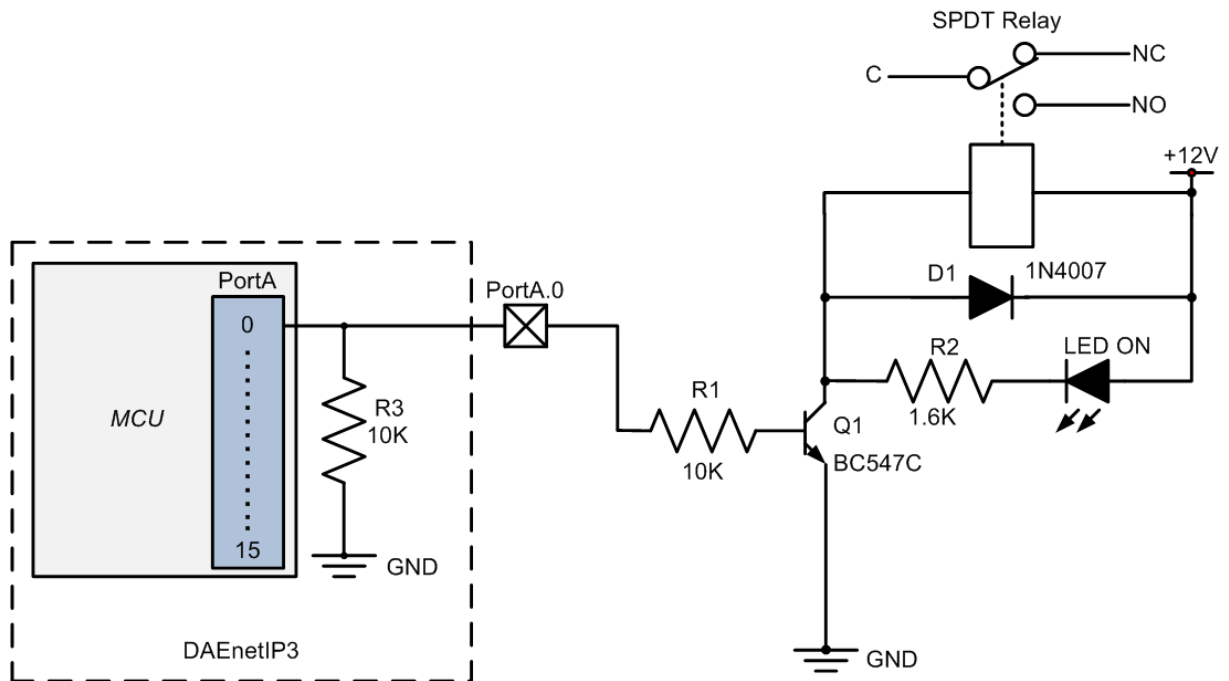 SPDT Relay
C
NC
NO
+12V
PortA
PortA.0
D1
1N4007
0
R2
LED ON
MCU
R3
10K
R1
10K
1.6K
Q1
BC547C
15
GND
DAEnetIP3
GND